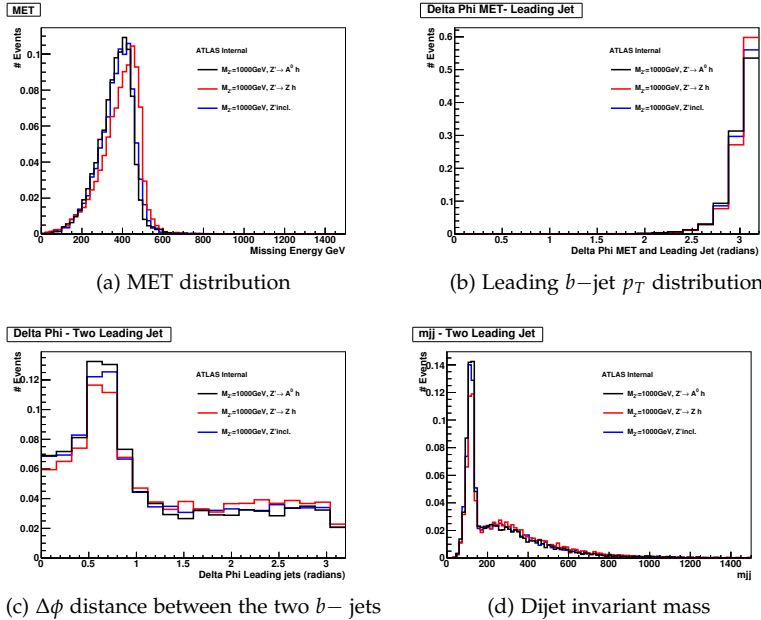 MET
# Events
0.1
0.08
0.06
0.04
0.02
0
0 200 400 600 800 1000 1200 1400
Missing Energy GeV
ATLAS Internal
M_Z'=1000GeV, Z'→ A⁰ h
M_Z'=1000GeV, Z'→ Z h
M_Z'=1000GeV, Z'incl.
(a) MET distribution
Delta Phi MET- Leading Jet
# Events
0.6
0.5
0.4
0.3
0.2
0.1
0
0 0.5 1 1.5 2 2.5 3
Delta Phi MET and Leading Jet (radians)
ATLAS Internal
M_Z'=1000GeV, Z'→ A⁰ h
M_Z'=1000GeV, Z'→ Z h
M_Z'=1000GeV, Z'incl.
(b) Leading b−jet p_T distribution
Delta Phi - Two Leading Jet
# Events
0.12
0.1
0.08
0.06
0.04
0.02
0
0 0.5 1 1.5 2 2.5 3
Delta Phi Leading jets (radians)
ATLAS Internal
M_Z'=1000GeV, Z'→ A⁰ h
M_Z'=1000GeV, Z'→ Z h
M_Z'=1000GeV, Z'incl.
(c) Δϕ distance between the two b− jets
mjj - Two Leading Jet
# Events
0.14
0.12
0.1
0.08
0.06
0.04
0.02
0
0 200 400 600 800 1000 1200 1400
mjj
ATLAS Internal
M_Z'=1000GeV, Z'→ A⁰ h
M_Z'=1000GeV, Z'→ Z h
M_Z'=1000GeV, Z'incl.
(d) Dijet invariant mass